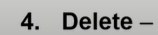 4. Delete –